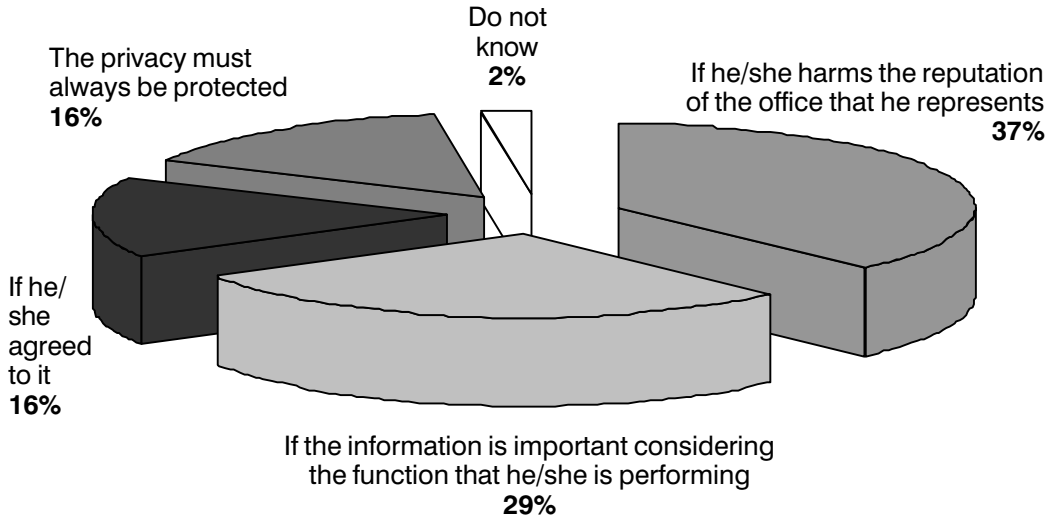 Do not
know
2%
The privacy must
always be protected
16%
If he/she harms the reputation
of the office that he represents
37%
If he/
she
agreed
to it
16%
If the information is important considering
the function that he/she is performing
29%